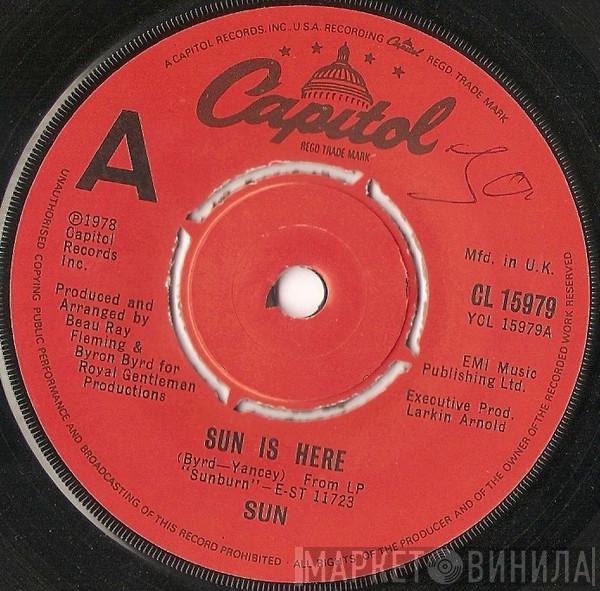 A CAPITOL RECORDS, INC., U.S.A. RECORDING Capitol REGD. TRADE MARK
Capitol
REGD TRADE MARK
A
℗1978
Capitol
Records
Inc.
Produced and
Arranged by
Beau Ray
Fleming &
Byron Byrd for
Royal Gentlemen
Productions
Mfd. in U.K.
CL 15979
YCL 15979A
EMI Music
Publishing Ltd.
Executive Prod.
Larkin Arnold
SUN IS HERE
(Byrd—Yancey) From LP
"Sunburn"—E-ST 11723
SUN
UNAUTHORISED COPYING PUBLIC PERFORMANCE AND BROADCASTING OF THIS RECORD PROHIBITED · ALL RIGHTS OF THE PRODUCER AND OF THE OWNER OF THE RECORDED WORK RESERVED
МАРКЕТ ВИНИЛА